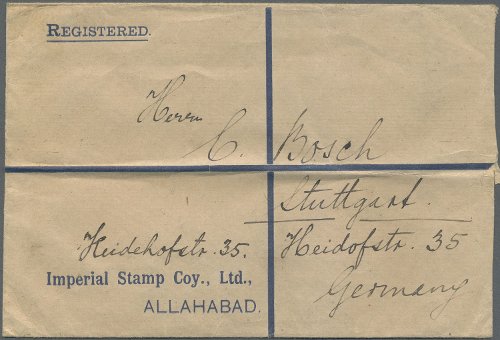 REGISTERED.
Herrn
C. Bosch
Stuttgart.
Heidehofstr. 35.
Heidofstr. 35
Germany
Imperial Stamp Coy., Ltd.,
ALLAHABAD.